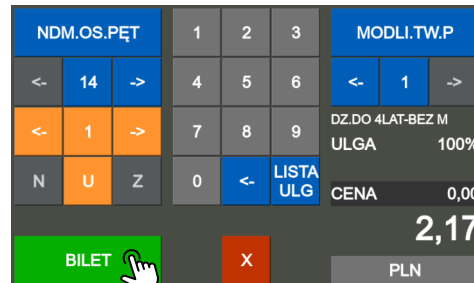 NDM.OS.PĘT 1 2 3 MODLI.TW.P
<- 14 -> 4 5 6 <- 1 ->
<- 1 -> 7 8 9 DZ.DO 4LAT-BEZ M
ULGA 100%
N U Z 0 <- LISTA ULG
CENA 0,00
2,17
BILET X PLN